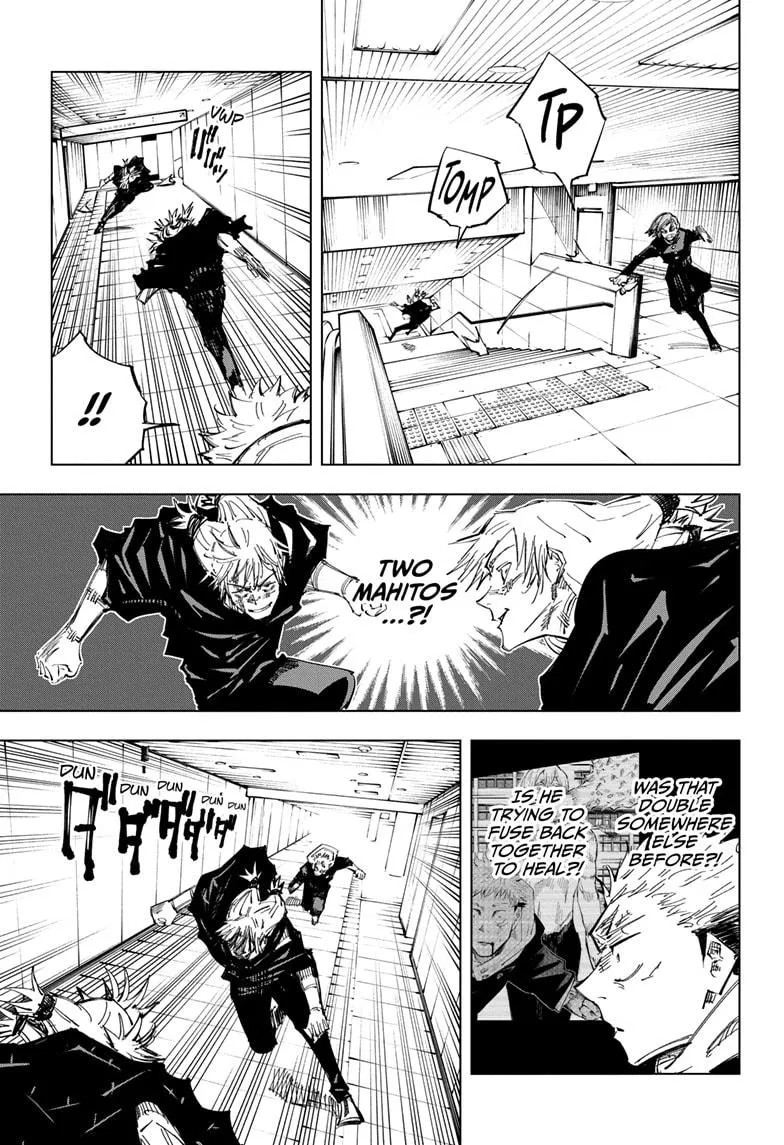 TP
TOMP
VWP
!!
TWO
MAHITOS
...?!
WAS THAT
DOUBLE
SOMEWHERE
ELSE
BEFORE?!
IS HE
TRYING TO
FUSE BACK
TOGETHER
TO HEAL?!
DUN
DUN
DUN
DUN
DUN